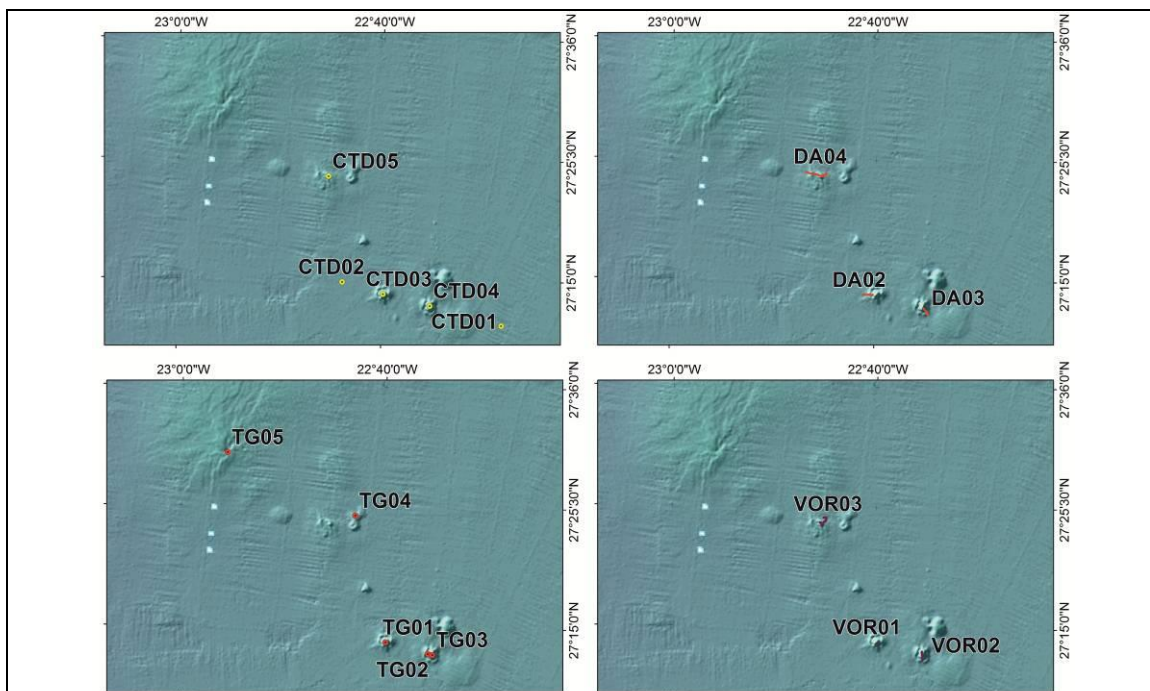 23°0'0"W 22°40'0"W
27°36'0"N
CTD05
27°25'30"N
CTD02
CTD03
27°15'0"N
CTD04
CTD01
23°0'0"W 22°40'0"W
27°36'0"N
DA04
27°25'30"N
DA02
27°15'0"N
DA03
23°0'0"W 22°40'0"W
27°36'0"N
TG05
TG04
27°25'30"N
TG01
27°15'0"N
TG03
TG02
23°0'0"W 22°40'0"W
27°36'0"N
VOR03
27°25'30"N
VOR01
27°15'0"N
VOR02